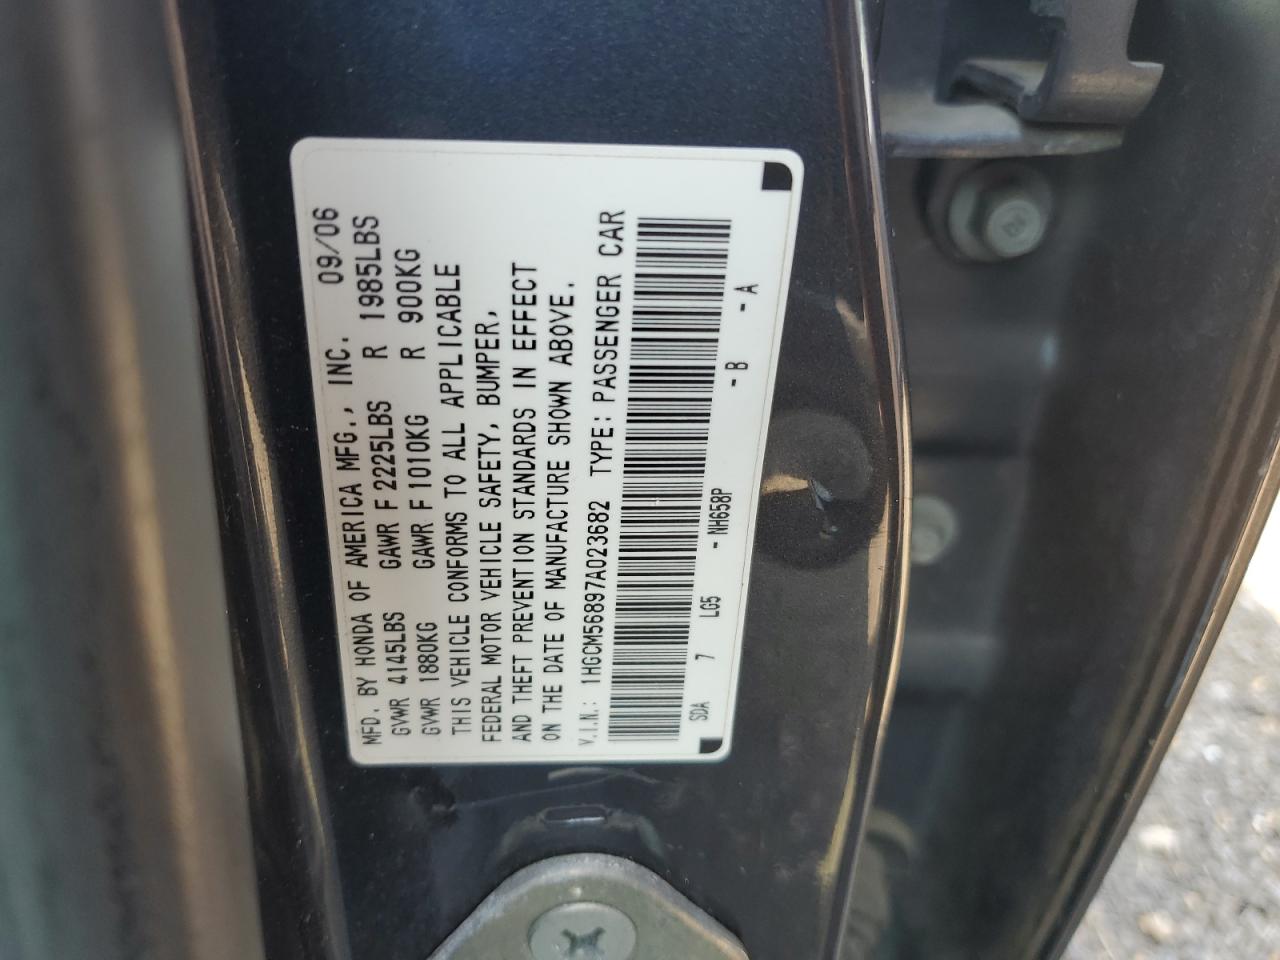 MFD. BY HONDA OF AMERICA MFG., INC. 09/06
GVWR 4145LBS GAWR F 2225LBS R 1985LBS
GVWR 1880KG GAWR F 1010KG R 900KG
THIS VEHICLE CONFORMS TO ALL APPLICABLE
FEDERAL MOTOR VEHICLE SAFETY, BUMPER,
AND THEFT PREVENTION STANDARDS IN EFFECT
ON THE DATE OF MANUFACTURE SHOWN ABOVE.
V.I.N.: 1HGCM56897A023682 TYPE: PASSENGER CAR
SDA 7 LG5 - NH658P - B - A